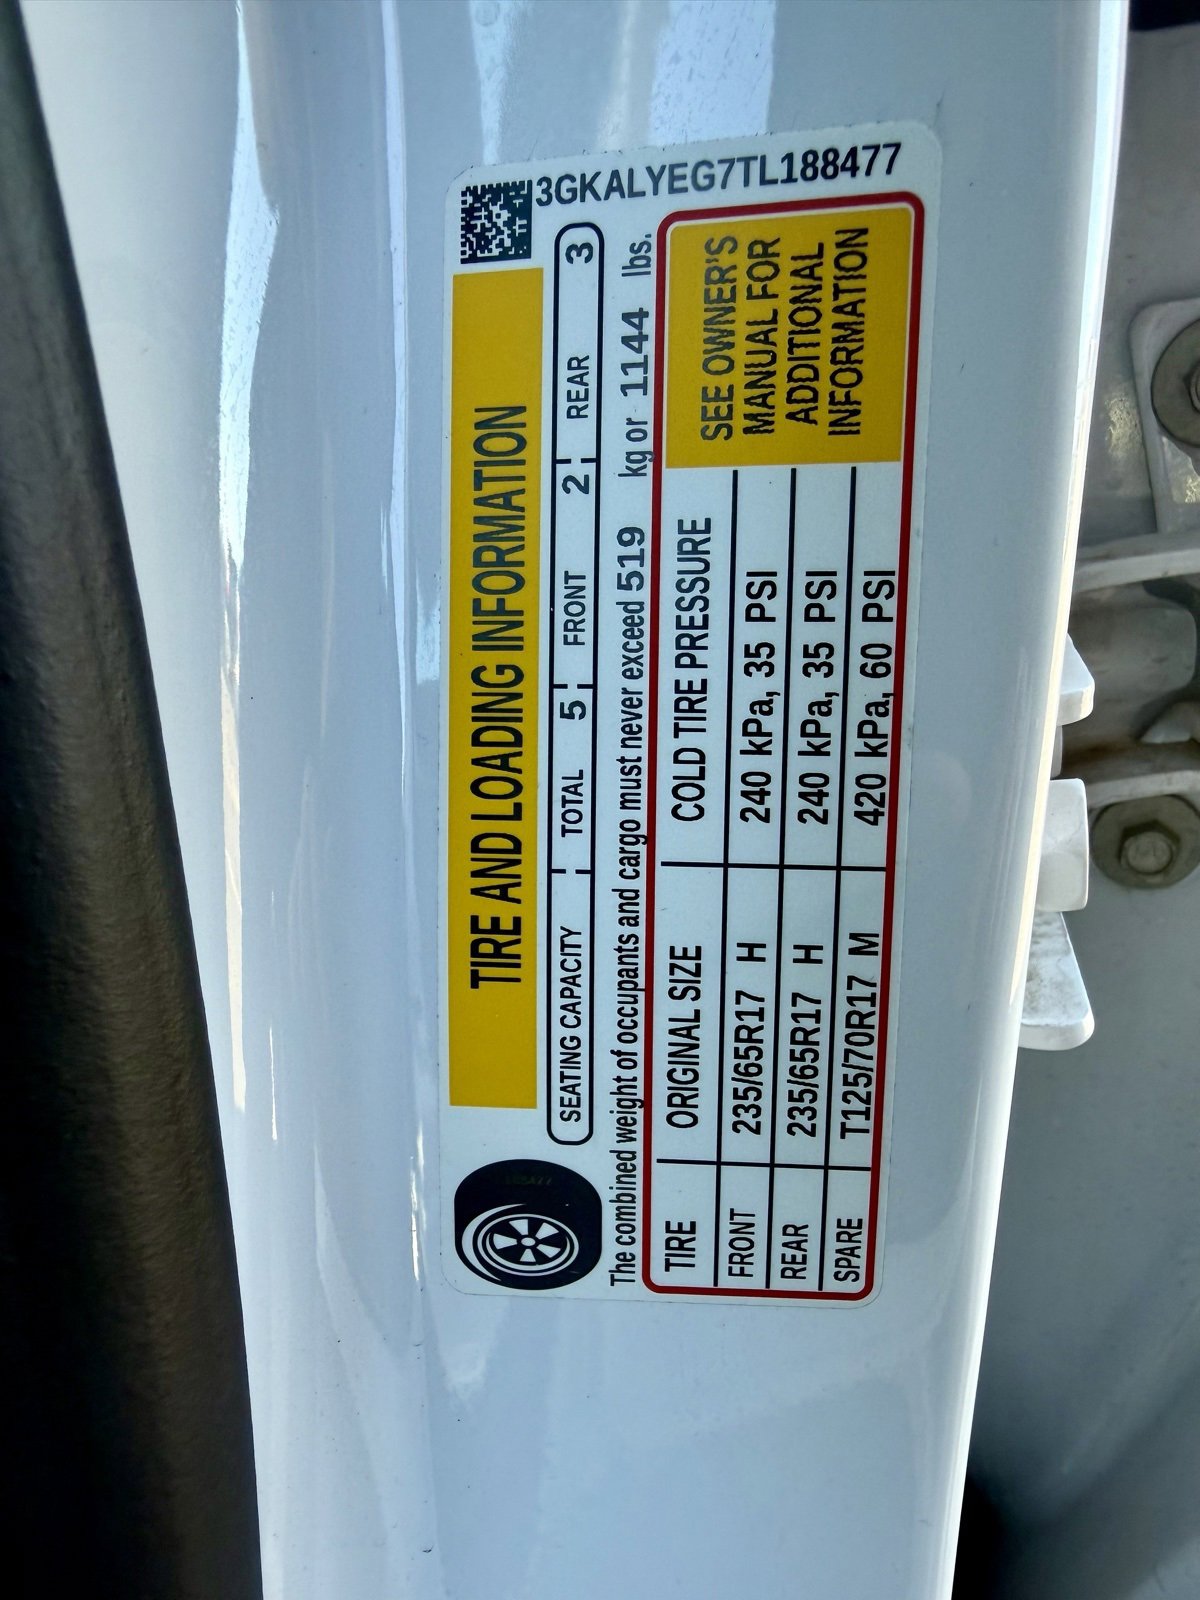 3GKALYEG7TL188477
TIRE AND LOADING INFORMATION
SEATING CAPACITY TOTAL 5 FRONT 2 REAR 3
The combined weight of occupants and cargo must never exceed 519 kg or 1144 lbs.
TIRE ORIGINAL SIZE COLD TIRE PRESSURE
FRONT 235/65R17 H 240 kPa, 35 PSI
REAR 235/65R17 H 240 kPa, 35 PSI
SPARE T125/70R17 M 420 kPa, 60 PSI
SEE OWNER'S
MANUAL FOR
ADDITIONAL
INFORMATION